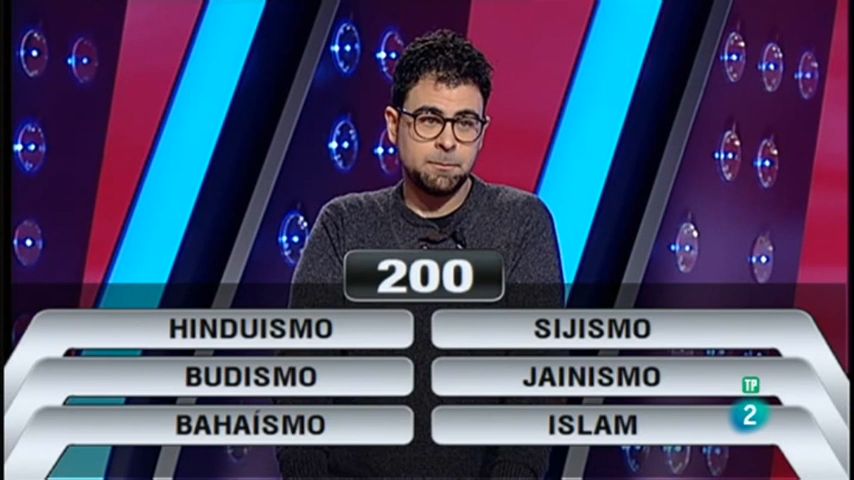 200
HINDUISMO
SIJISMO
BUDISMO
JAINISMO
BAHAÍSMO
ISLAM
TP
2